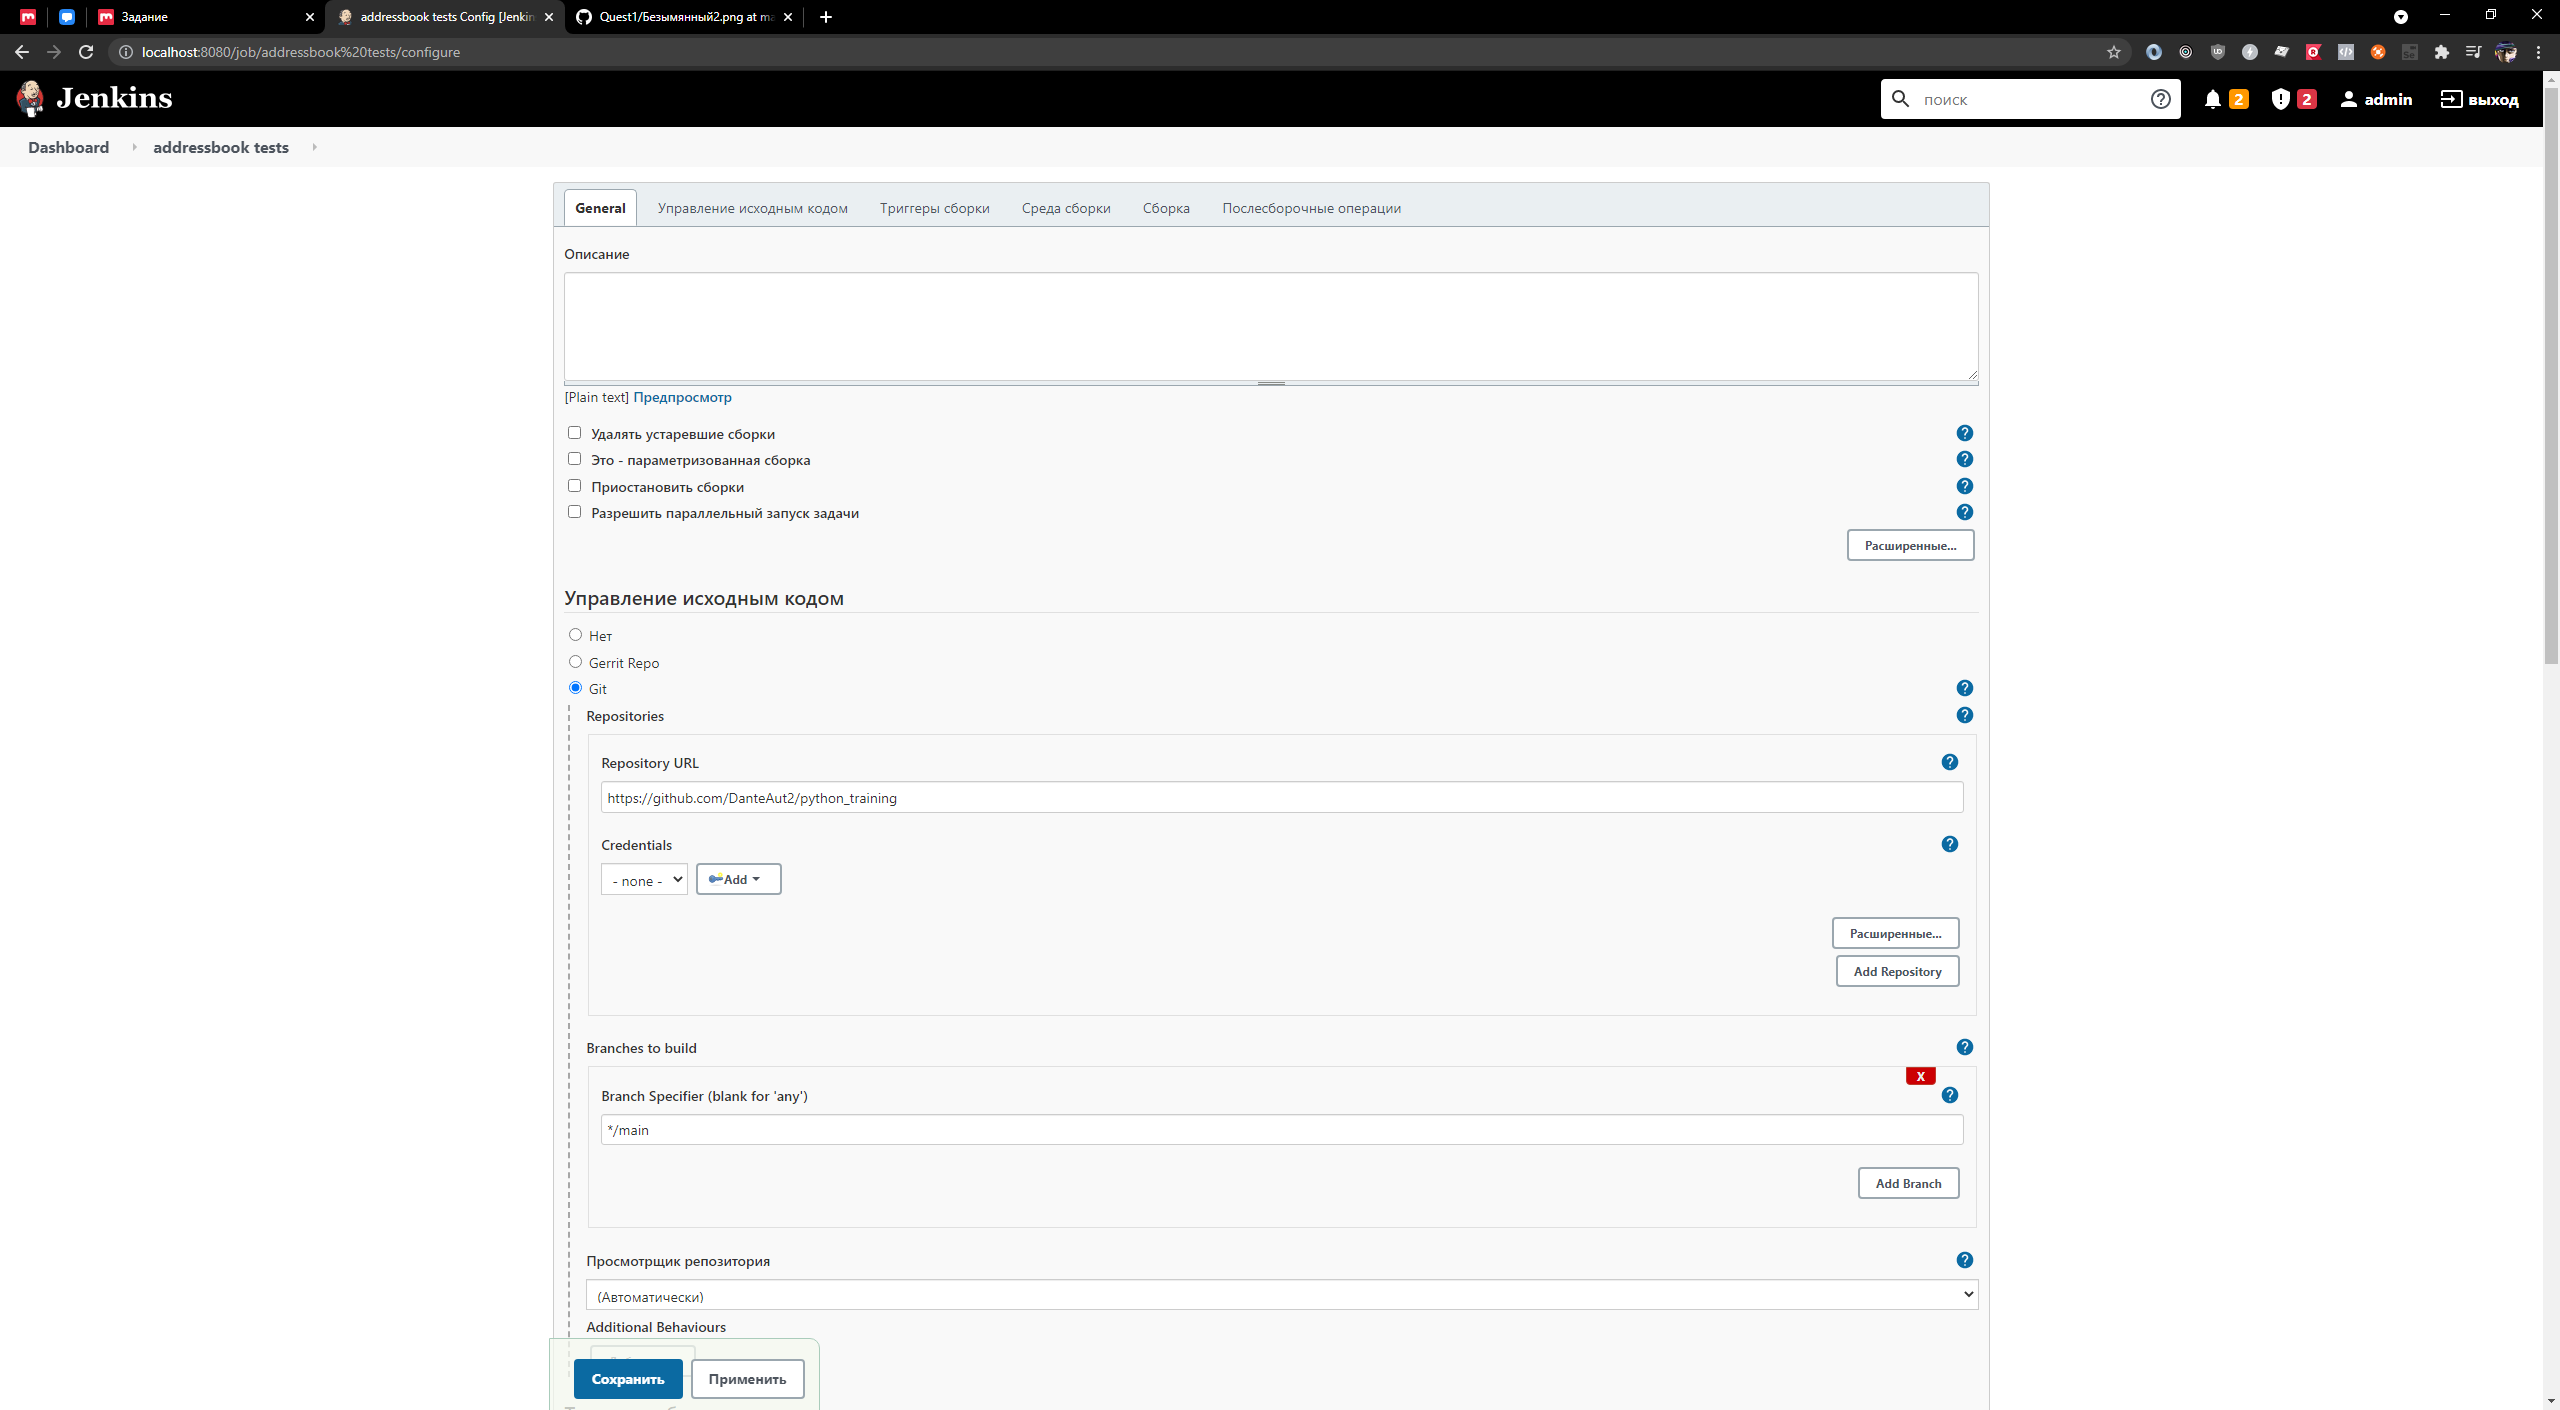 Задание
addressbook tests Config [Jenkin
Quest1/Безымянный2.png at ma
localhost:8080/job/addressbook%20tests/configure
Jenkins
поиск
2
2
admin
выход
Dashboard
addressbook tests
General
Управление исходным кодом
Триггеры сборки
Среда сборки
Сборка
Послесборочные операции
Описание
[Plain text] Предпросмотр
Удалять устаревшие сборки
Это - параметризованная сборка
Приостановить сборки
Разрешить параллельный запуск задачи
Расширенные...
Управление исходным кодом
Нет
Gerrit Repo
Git
Repositories
Repository URL
https://github.com/DanteAut2/python_training
Credentials
- none -
Add
Расширенные...
Add Repository
Branches to build
X
Branch Specifier (blank for 'any')
*/main
Add Branch
Просмотрщик репозитория
(Автоматически)
Additional Behaviours
Сохранить
Применить